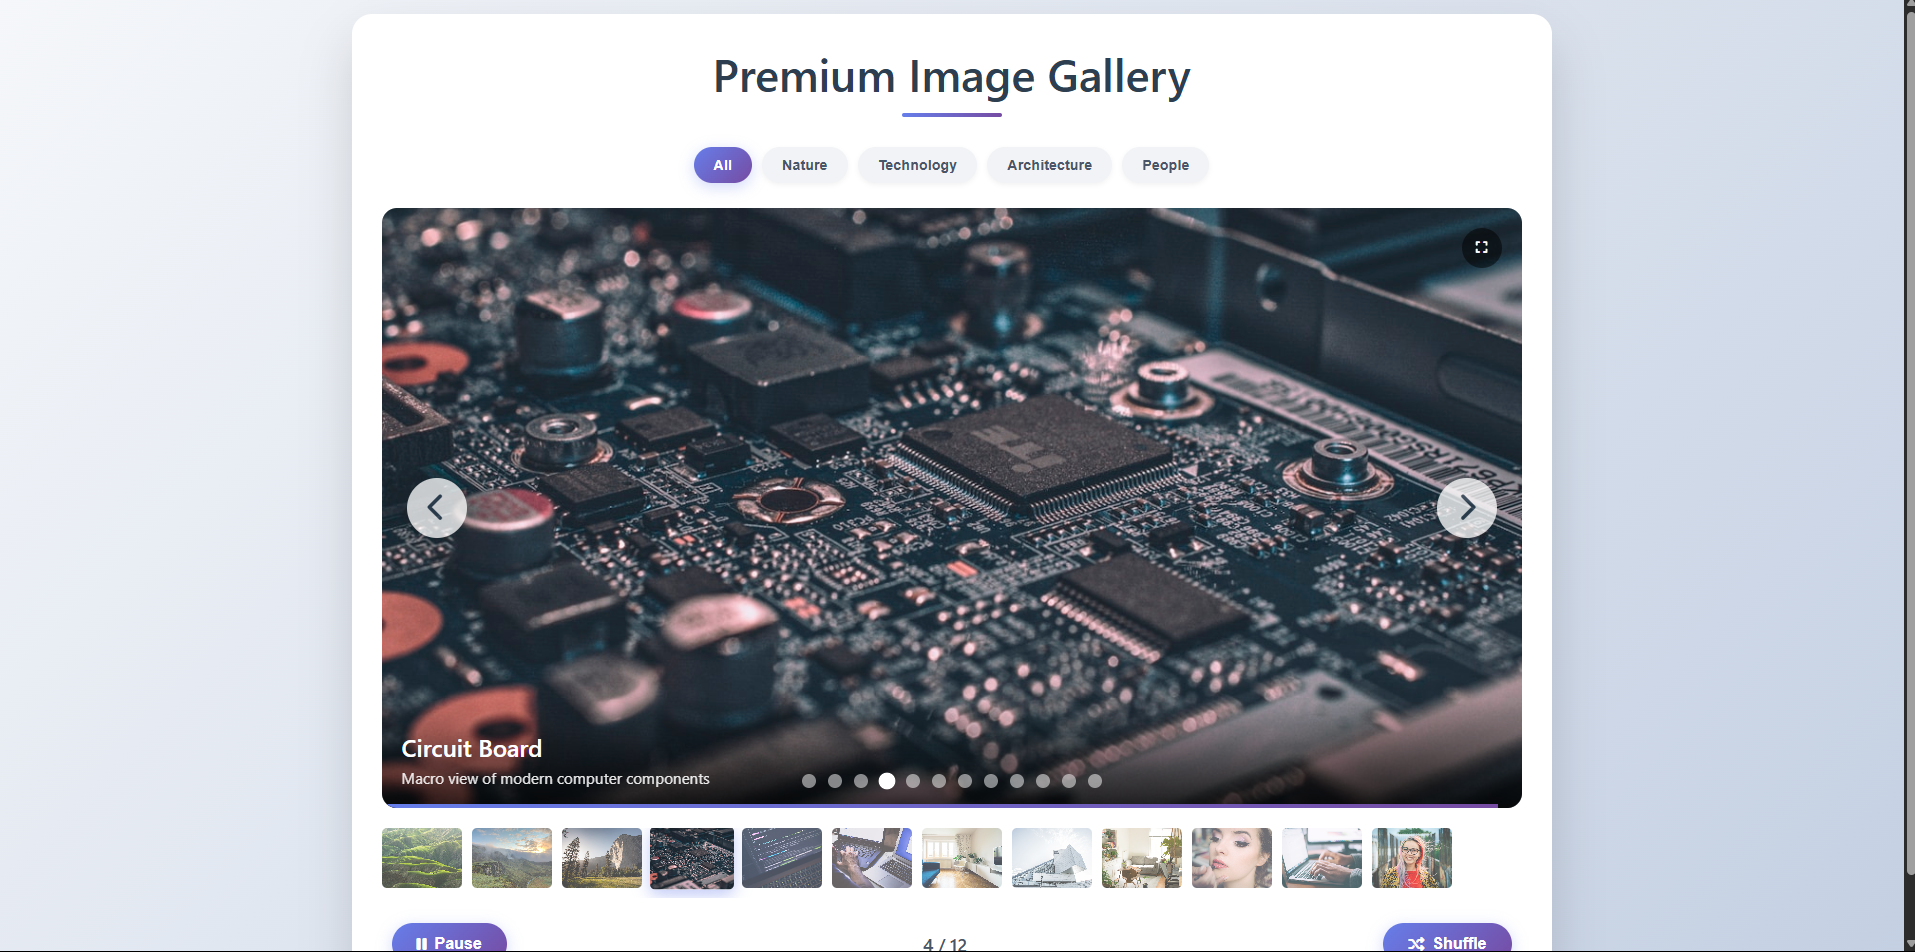 Premium Image Gallery
All
Nature
Technology
Architecture
People
Circuit Board
Macro view of modern computer components
Pause
4 / 12
Shuffle